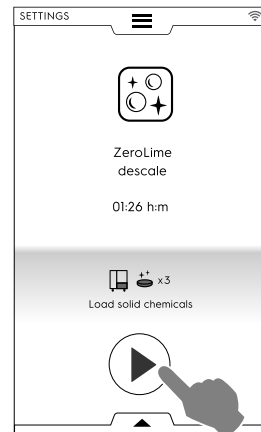 SETTINGS
ZeroLime
descale
01:26 h:m
x3
Load solid chemicals